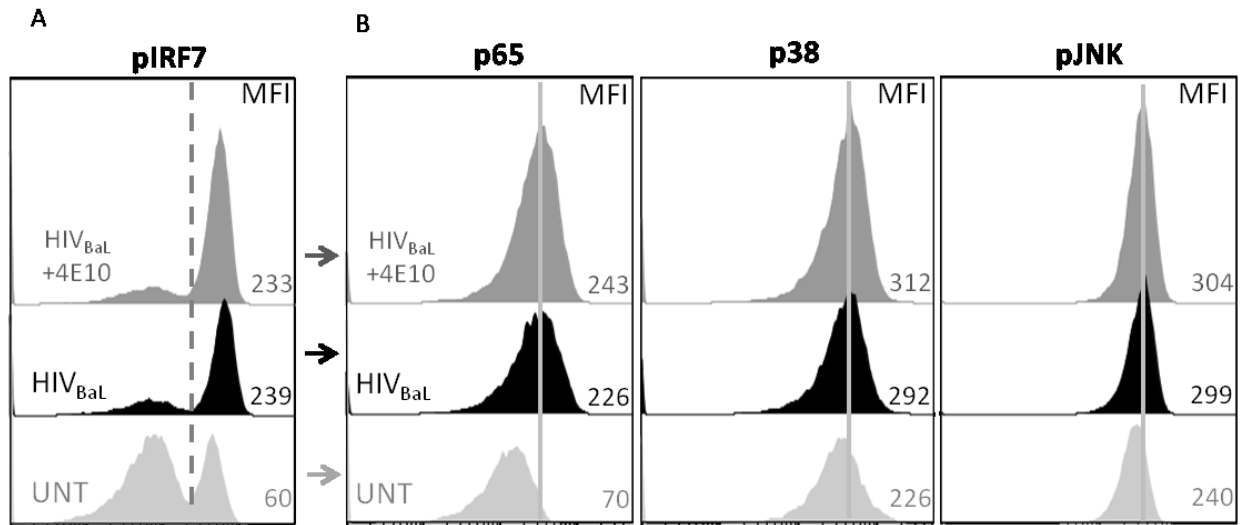 A
B
pIRF7
p65
p38
pJNK
MFI
MFI
MFI
MFI
HIVBaL
+4E10
233
HIVBaL
+4E10
243
312
304
HIVBaL
239
HIVBaL
226
292
299
UNT
60
UNT
70
226
240